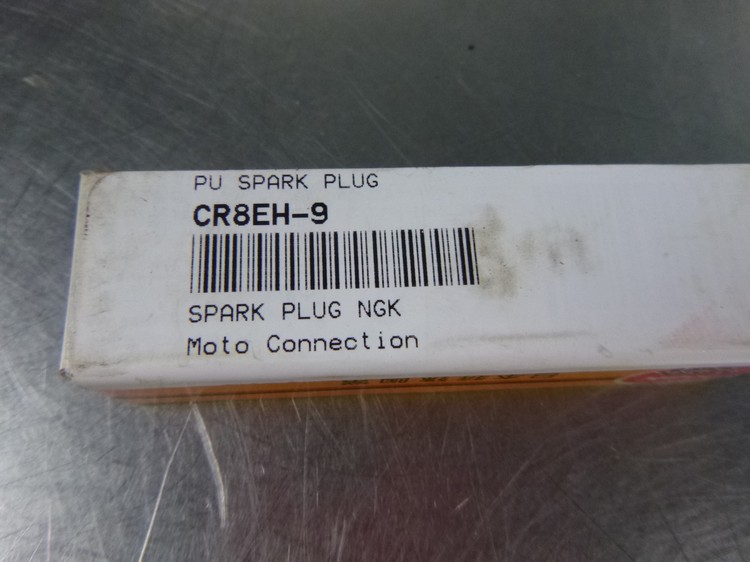 PU SPARK PLUG
CR8EH-9
SPARK PLUG NGK
Moto Connection